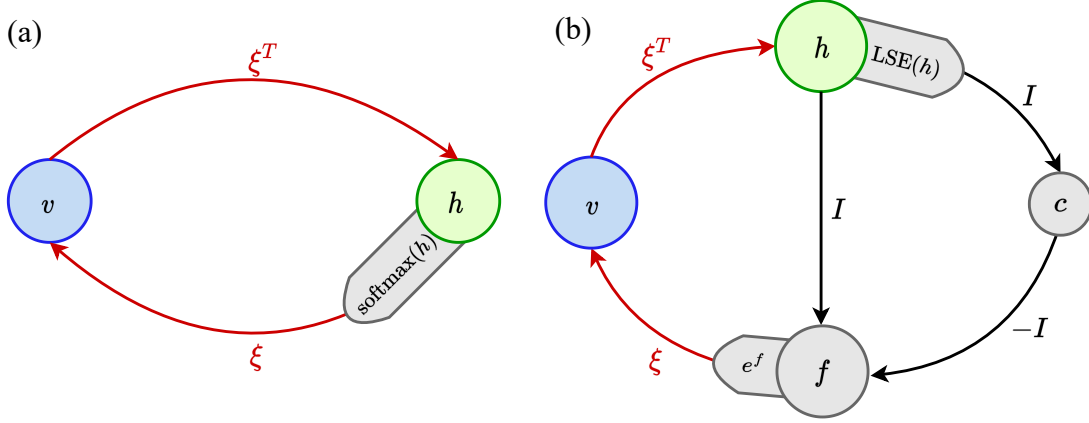 (a)
ξ^T
v
h
softmax(h)
ξ
(b)
ξ^T
h
LSE(h)
I
v
I
c
e^f
f
−I
ξ